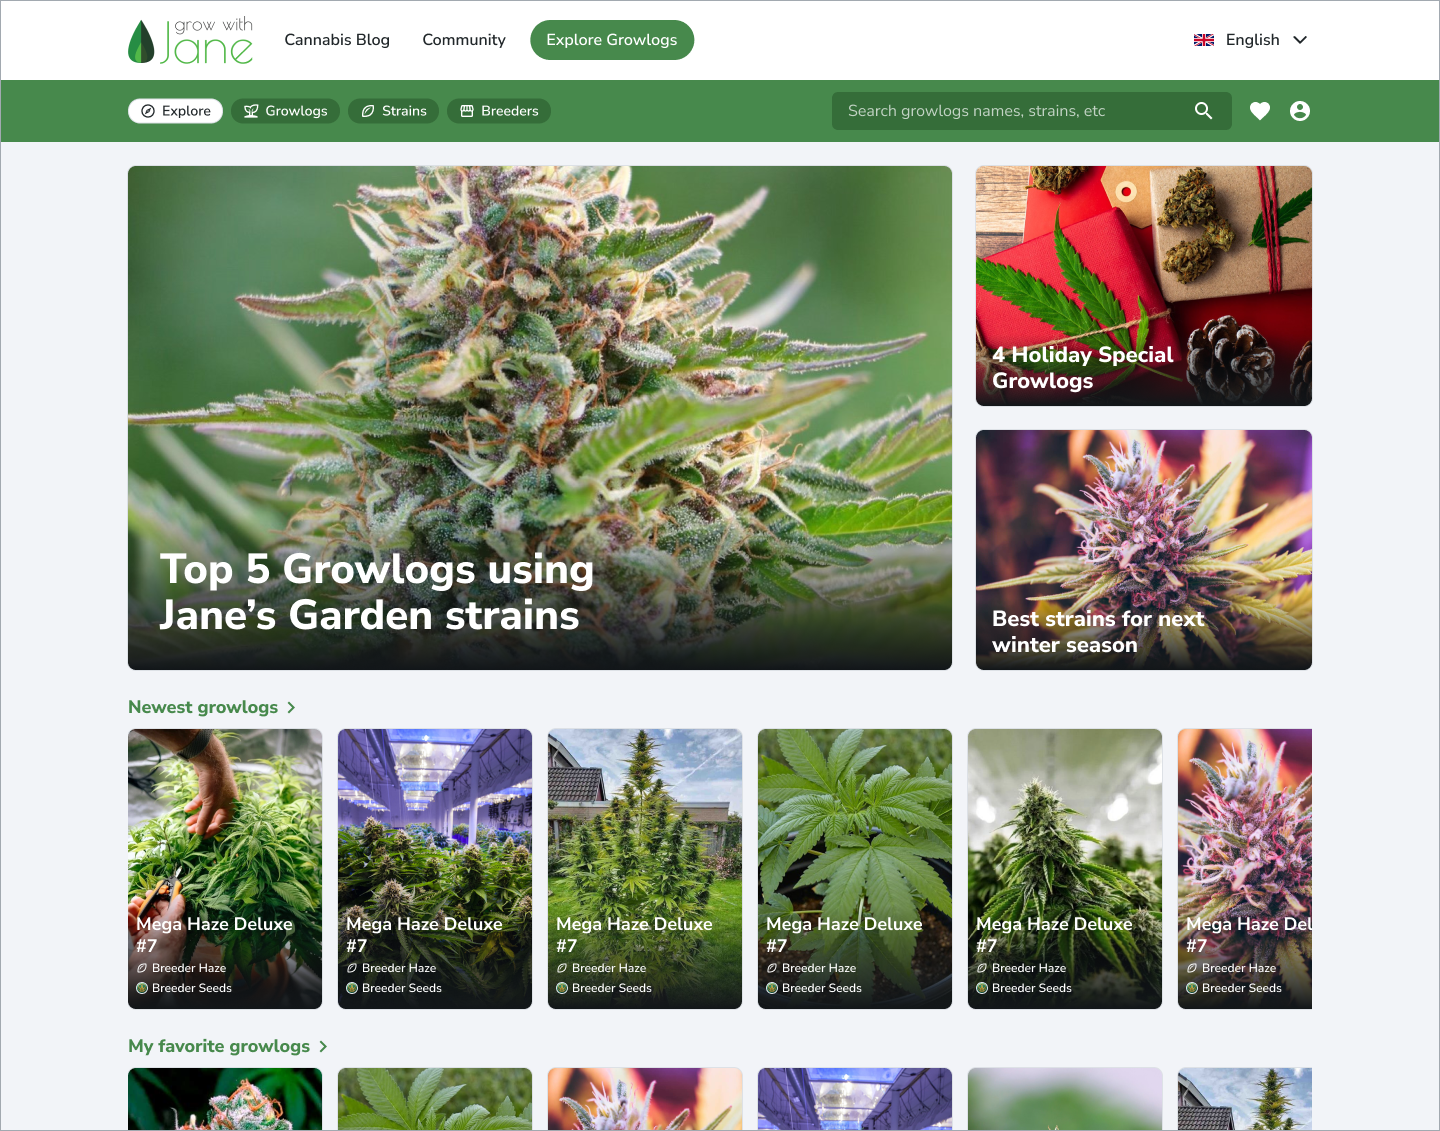 grow with
Jane
Cannabis Blog
Community
Explore Growlogs
English
Explore
Growlogs
Strains
Breeders
Search growlogs names, strains, etc
Top 5 Growlogs using
Jane’s Garden strains
4 Holiday Special
Growlogs
Best strains for next
winter season
Newest growlogs
Mega Haze Deluxe
#7
Breeder Haze
Breeder Seeds
Mega Haze Deluxe
#7
Breeder Haze
Breeder Seeds
Mega Haze Deluxe
#7
Breeder Haze
Breeder Seeds
Mega Haze Deluxe
#7
Breeder Haze
Breeder Seeds
Mega Haze Deluxe
#7
Breeder Haze
Breeder Seeds
Mega Haze Del
#7
Breeder Haze
Breeder Seeds
My favorite growlogs